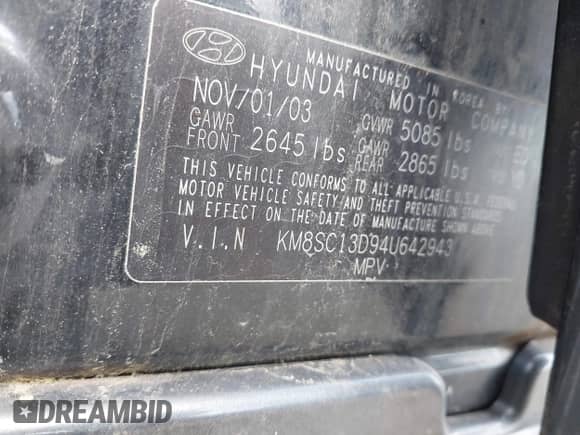 MANUFACTURED IN KOREA BY
HYUNDAI MOTOR COMPANY
NOV/01/03 GVWR 5085 lbs
GAWR FRONT 2645 lbs GAWR REAR 2865 lbs
THIS VEHICLE CONFORMS TO ALL APPLICABLE U.S.A. FEDERAL
MOTOR VEHICLE SAFETY AND THEFT PREVENTION STANDARDS
IN EFFECT ON THE DATE OF MANUFACTURE SHOWN ABOVE.
V.I.N KM8SC13D94U642943
MPV
DREAMBID